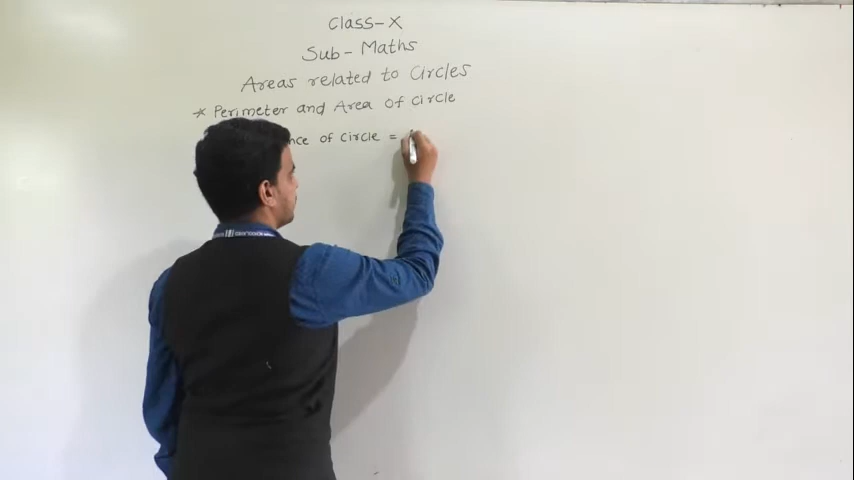 Class-X
Sub- Maths
Areas related to Circles
* Perimeter and Area of circle
nce of circle =